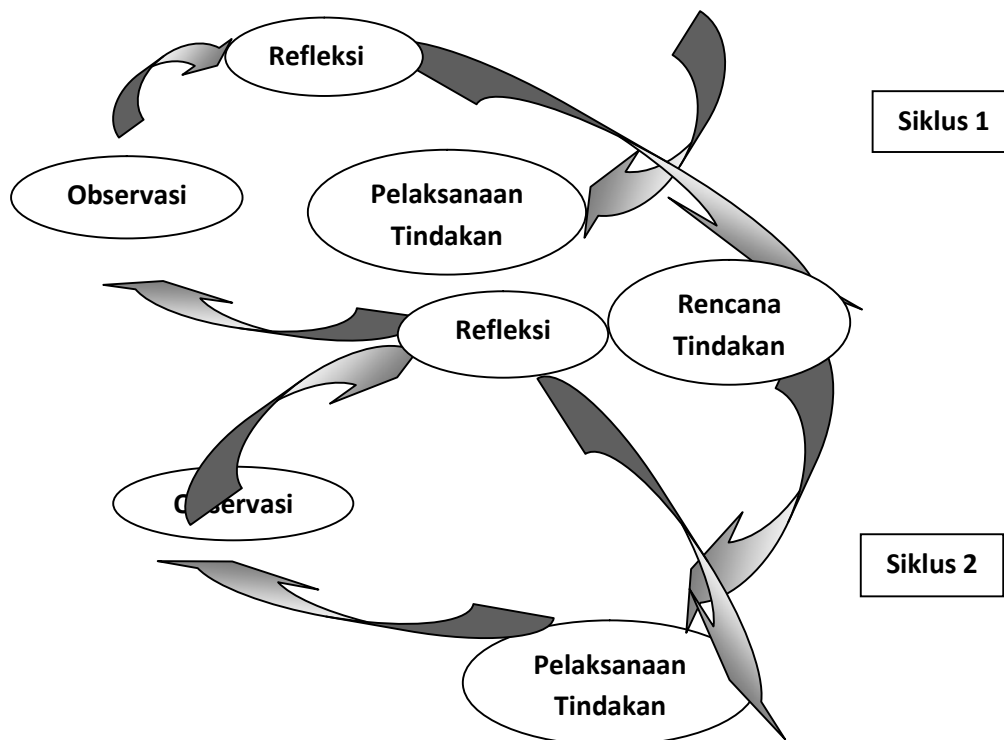 Refleksi
Siklus 1
Observasi
Pelaksanaan
Tindakan
Refleksi
Rencana
Tindakan
Observasi
Siklus 2
Pelaksanaan
Tindakan